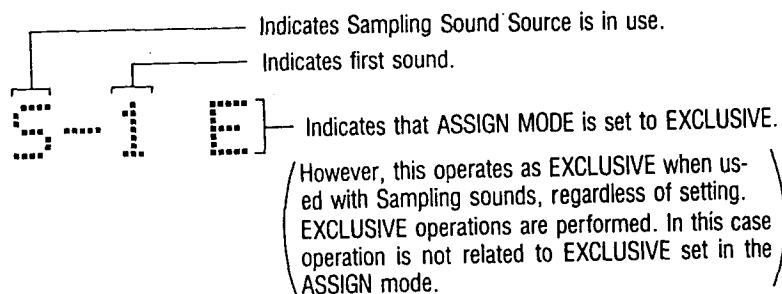 Indicates Sampling Sound Source is in use.
Indicates first sound.
S-1 E
Indicates that ASSIGN MODE is set to EXCLUSIVE.
(However, this operates as EXCLUSIVE when us-
ed with Sampling sounds, regardless of setting.
EXCLUSIVE operations are performed. In this case
operation is not related to EXCLUSIVE set in the
ASSIGN mode.)